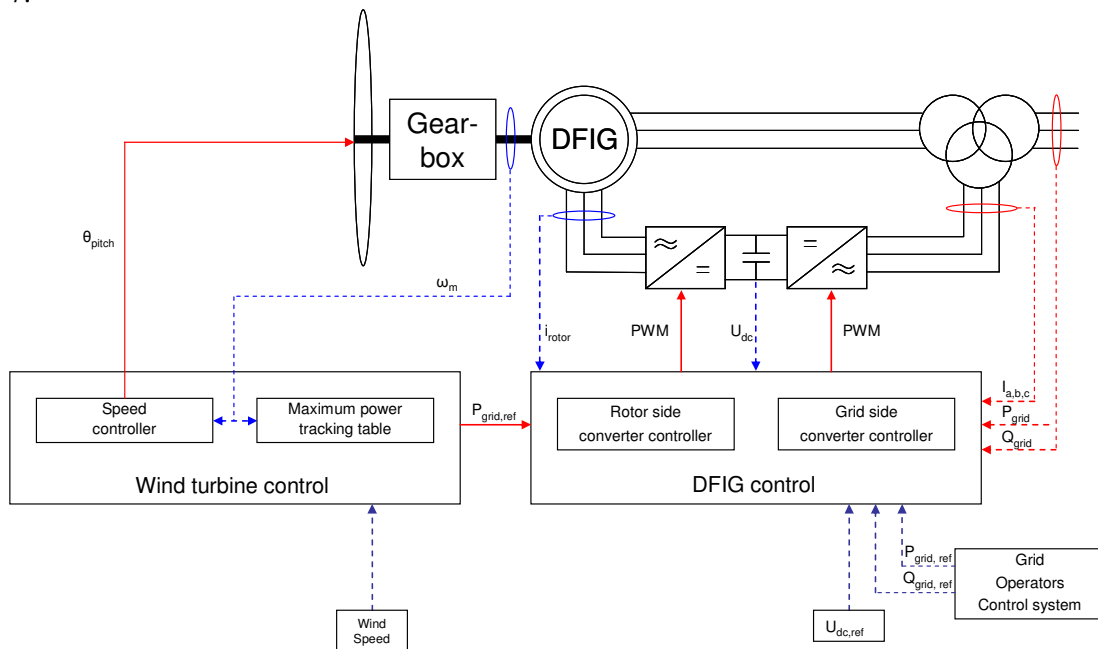 Gear-
box
DFIG
θpitch
ωm
≈
=
=
≈
irotor
PWM
Udc
PWM
Speed
controller
Maximum power
tracking table
Wind turbine control
Pgrid,ref
Rotor side
converter controller
Grid side
converter controller
DFIG control
Ia,b,c
Pgrid
Qgrid
Pgrid, ref
Qgrid, ref
Grid
Operators
Control system
Wind
Speed
Udc,ref